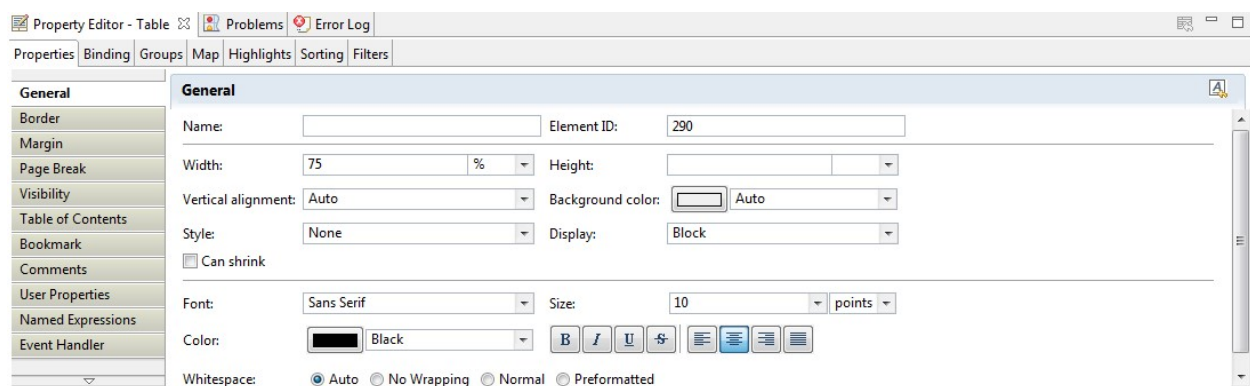 Property Editor - Table Problems Error Log
Properties Binding Groups Map Highlights Sorting Filters
General
Border
Margin
Page Break
Visibility
Table of Contents
Bookmark
Comments
User Properties
Named Expressions
Event Handler
General
Name: Element ID: 290
Width: 75 % Height:
Vertical alignment: Auto Background color: Auto
Style: None Display: Block
Can shrink
Font: Sans Serif Size: 10 points
Color: Black B I U S
Whitespace: Auto No Wrapping Normal Preformatted